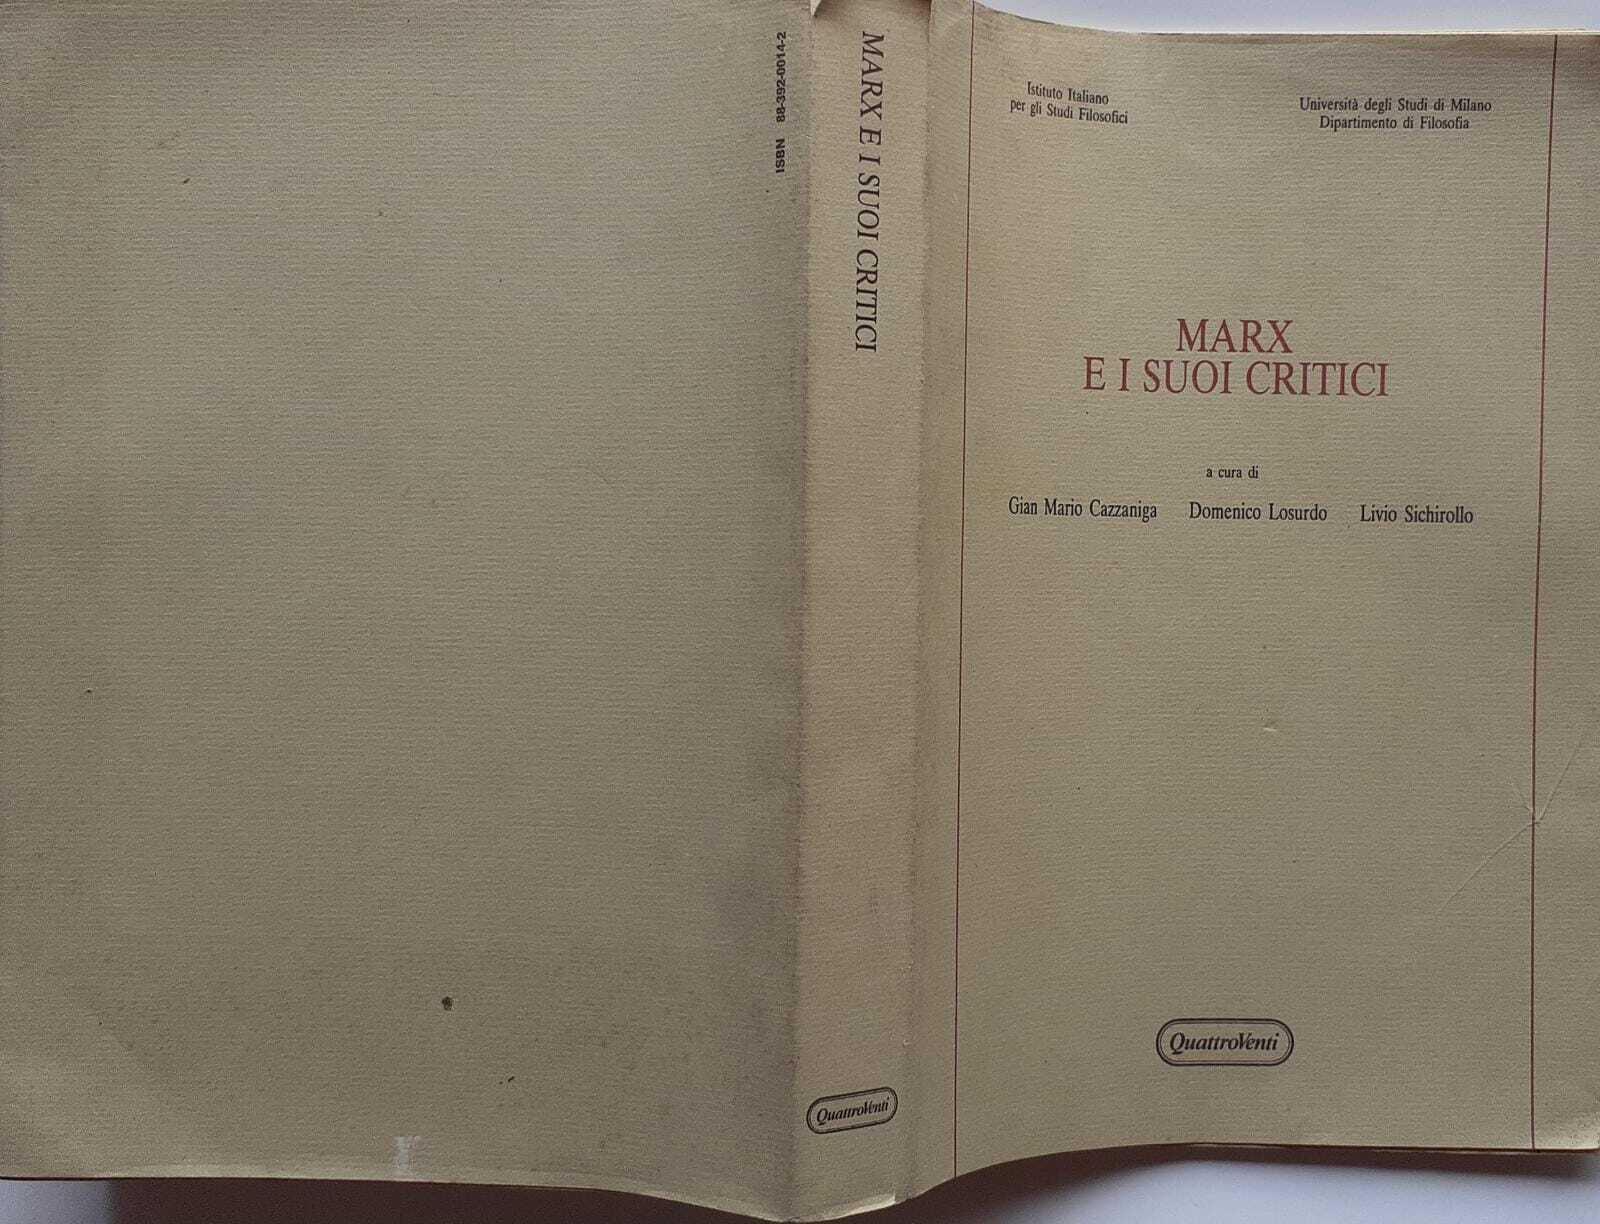 ISBN 88-392-0014-2
MARX E I SUOI CRITICI
QuattroVenti
Istituto Italiano
per gli Studi Filosofici
Università degli Studi di Milano
Dipartimento di Filosofia
MARX
E I SUOI CRITICI
a cura di
Gian Mario Cazzaniga Domenico Losurdo Livio Sichirollo
QuattroVenti